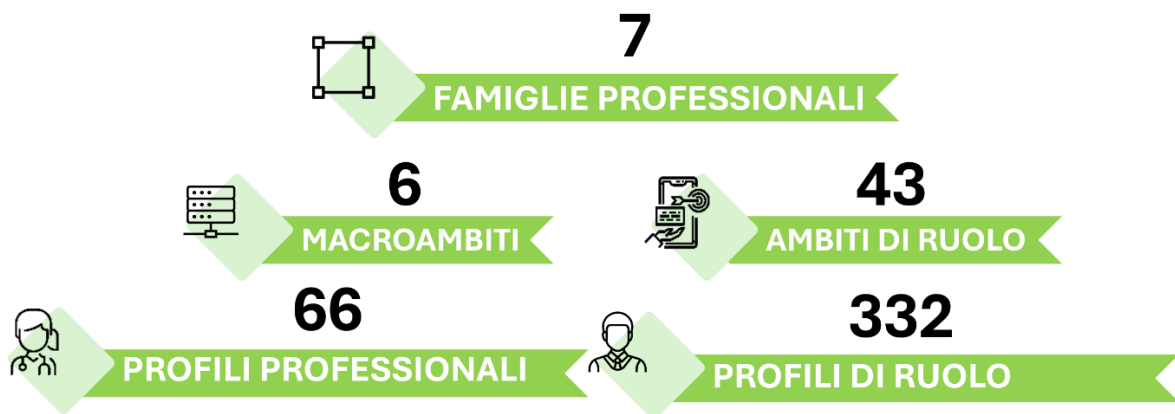 7
FAMIGLIE PROFESSIONALI
6
MACROAMBITI
43
AMBITI DI RUOLO
66
PROFILI PROFESSIONALI
332
PROFILI DI RUOLO